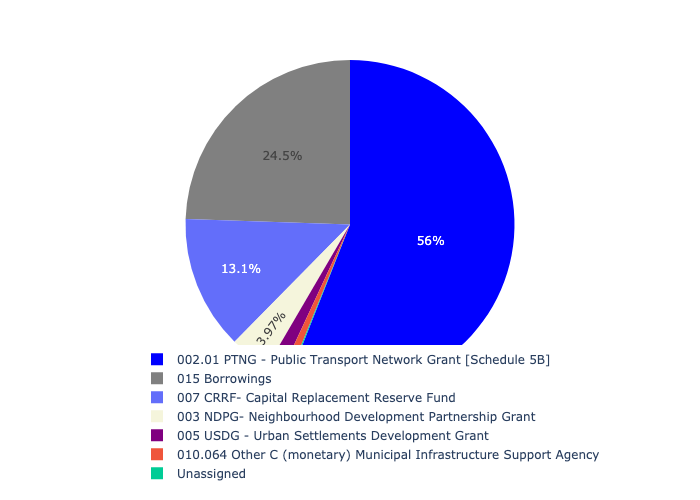 24.5%
56%
13.1%
3.97%
002.01 PTNG - Public Transport Network Grant [Schedule 5B]
015 Borrowings
007 CRRF- Capital Replacement Reserve Fund
003 NDPG- Neighbourhood Development Partnership Grant
005 USDG - Urban Settlements Development Grant
010.064 Other C (monetary) Municipal Infrastructure Support Agency
Unassigned